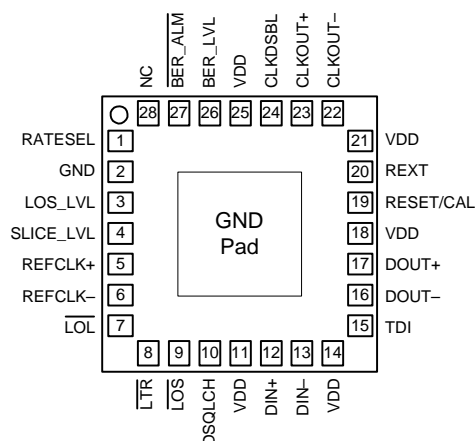 NC
BER_ALM
BER_LVL
VDD
CLKDSBL
CLKOUT+
CLKOUT–
28 27 26 25 24 23 22
RATESEL 1
GND 2
LOS_LVL 3
SLICE_LVL 4
REFCLK+ 5
REFCLK– 6
LOL 7
GND
Pad
21 VDD
20 REXT
19 RESET/CAL
18 VDD
17 DOUT+
16 DOUT–
15 TDI
8 9 10 11 12 13 14
LTR
LOS
DSQLCH
VDD
DIN+
DIN–
VDD